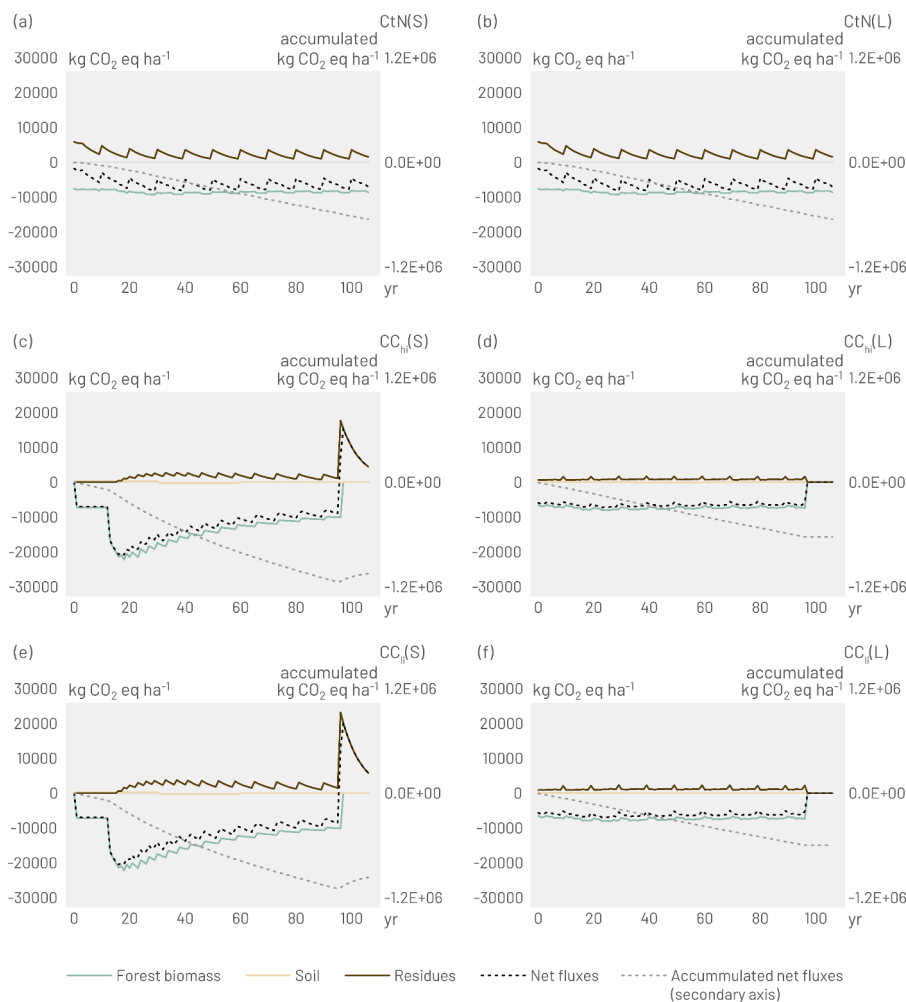 (a) CtN(S)
accumulated
kg CO₂ eq ha⁻¹ kg CO₂ eq ha⁻¹
30000 1.2E+06
20000
10000
0 0.0E+00
-10000
-20000
-30000 -1.2E+06
0 20 40 60 80 100 yr
(b) CtN(L)
accumulated
kg CO₂ eq ha⁻¹ kg CO₂ eq ha⁻¹
30000 1.2E+06
20000
10000
0 0.0E+00
-10000
-20000
-30000 -1.2E+06
0 20 40 60 80 100 yr
(c) CC_hi(S)
accumulated
kg CO₂ eq ha⁻¹ kg CO₂ eq ha⁻¹
30000 1.2E+06
20000
10000
0 0.0E+00
-10000
-20000
-30000 -1.2E+06
0 20 40 60 80 100 yr
(d) CC_hi(L)
accumulated
kg CO₂ eq ha⁻¹ kg CO₂ eq ha⁻¹
30000 1.2E+06
20000
10000
0 0.0E+00
-10000
-20000
-30000 -1.2E+06
0 20 40 60 80 100 yr
(e) CC_li(S)
accumulated
kg CO₂ eq ha⁻¹ kg CO₂ eq ha⁻¹
30000 1.2E+06
20000
10000
0 0.0E+00
-10000
-20000
-30000 -1.2E+06
0 20 40 60 80 100 yr
(f) CC_li(L)
accumulated
kg CO₂ eq ha⁻¹ kg CO₂ eq ha⁻¹
30000 1.2E+06
20000
10000
0 0.0E+00
-10000
-20000
-30000 -1.2E+06
0 20 40 60 80 100 yr
Forest biomass Soil Residues Net fluxes Accummulated net fluxes
(secondary axis)